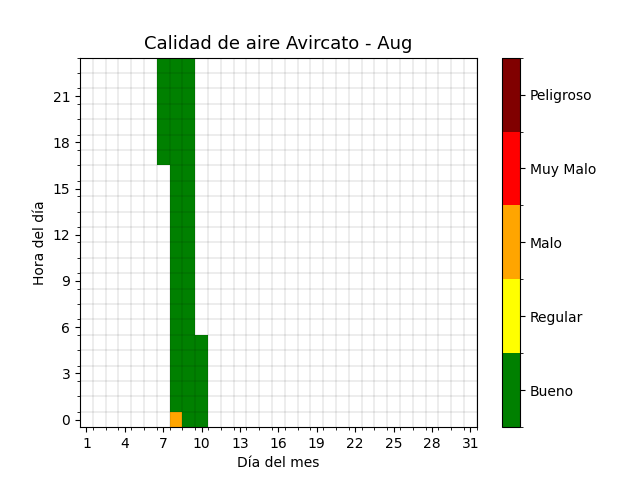 Calidad de aire Avircato - Aug
Hora del día
21
18
15
12
9
6
3
0
1 4 7 10 13 16 19 22 25 28 31
Día del mes
Peligroso
Muy Malo
Malo
Regular
Bueno